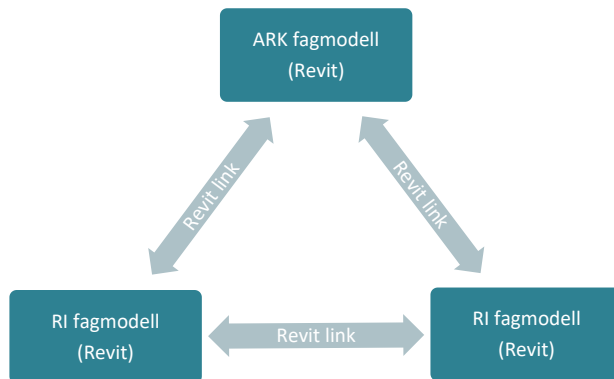 ARK fagmodell
(Revit)
Revit link
Revit link
RI fagmodell
(Revit)
Revit link
RI fagmodell
(Revit)